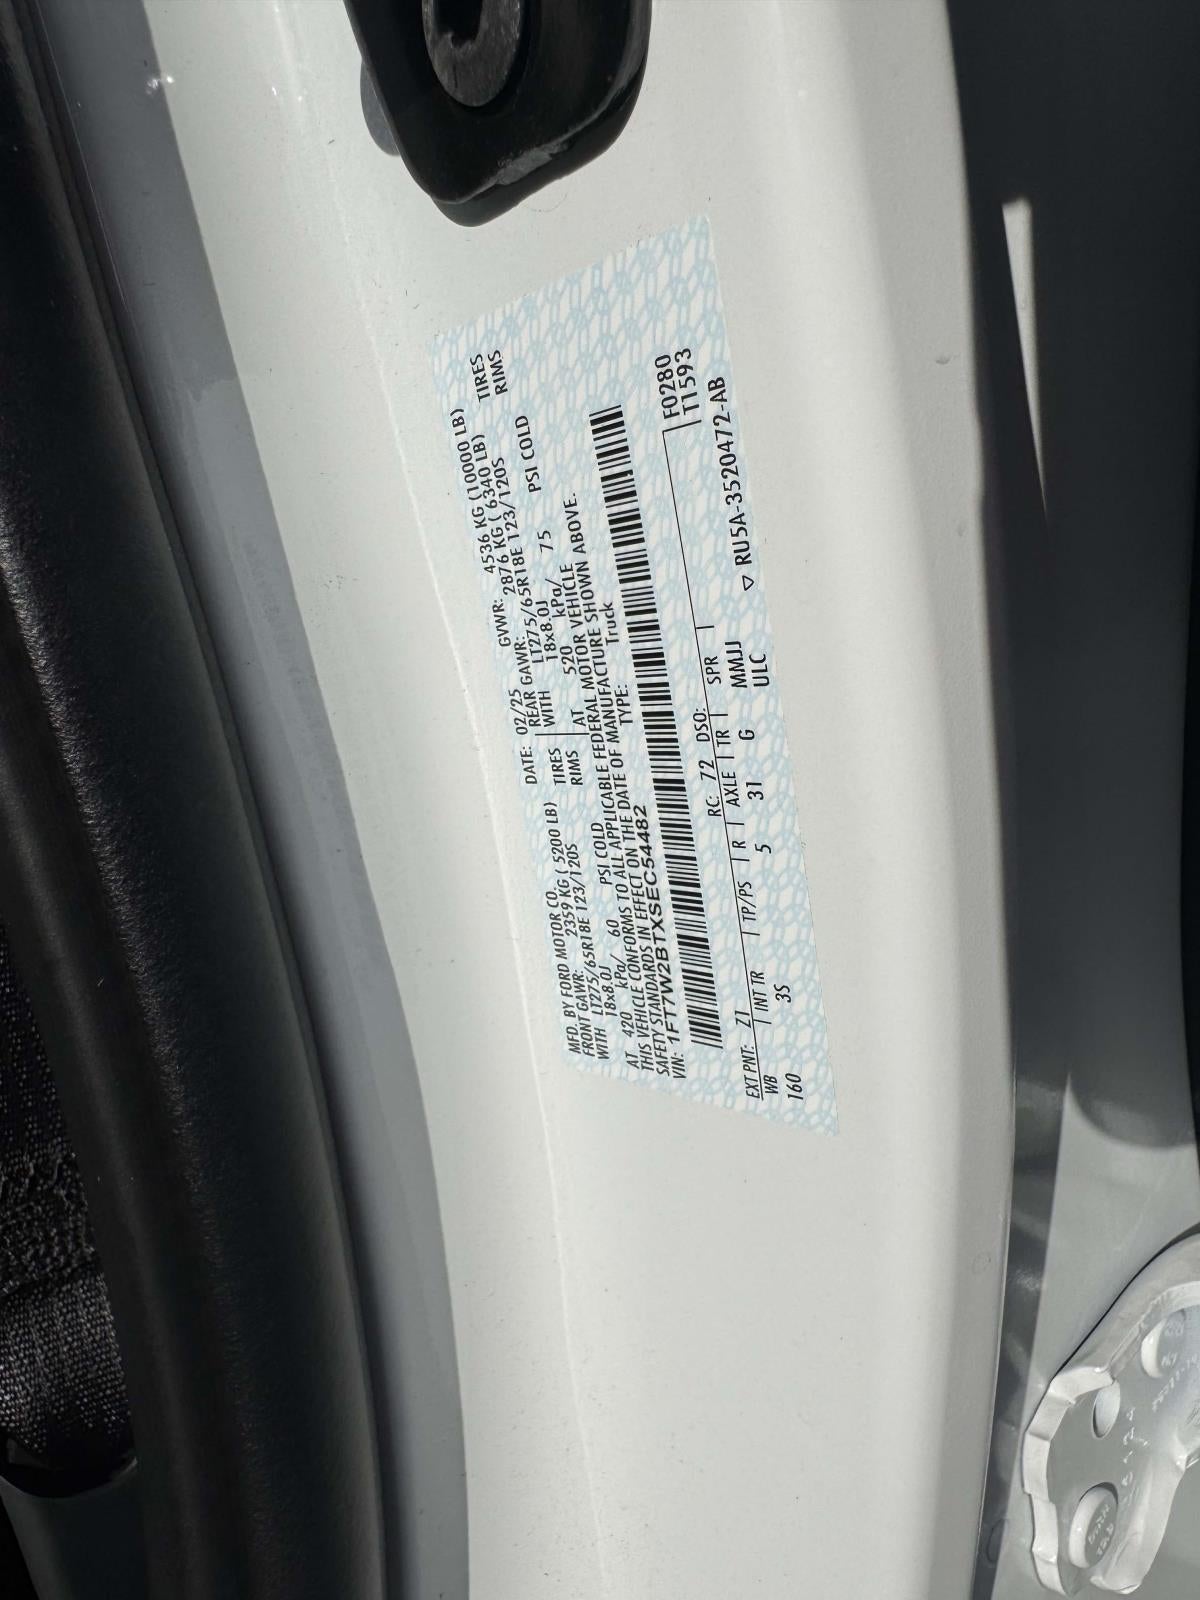 MFD. BY FORD MOTOR CO.
DATE: 02/25 GVWR: 4536 KG (10000 LB)
FRONT GAWR: 2359 KG ( 5200 LB) REAR GAWR: 2876 KG ( 6340 LB)
WITH LT275/65R18E 123/120S TIRES WITH LT275/65R18E 123/120S TIRES
18x8.0J RIMS 18x8.0J RIMS
AT 420 kPa/ 60 PSI COLD AT 520 kPa/ 75 PSI COLD
THIS VEHICLE CONFORMS TO ALL APPLICABLE FEDERAL MOTOR VEHICLE
SAFETY STANDARDS IN EFFECT ON THE DATE OF MANUFACTURE SHOWN ABOVE.
VIN: 1FT7W2BTXSEC54482 TYPE: Truck
F0280
T1593
EXT PNT: Z1 RC: 72 DSO:
WB INT TR TP/PS R AXLE TR SPR
160 3S 5 31 G MMJJ
ULC
▽ RU5A-3520472-AB